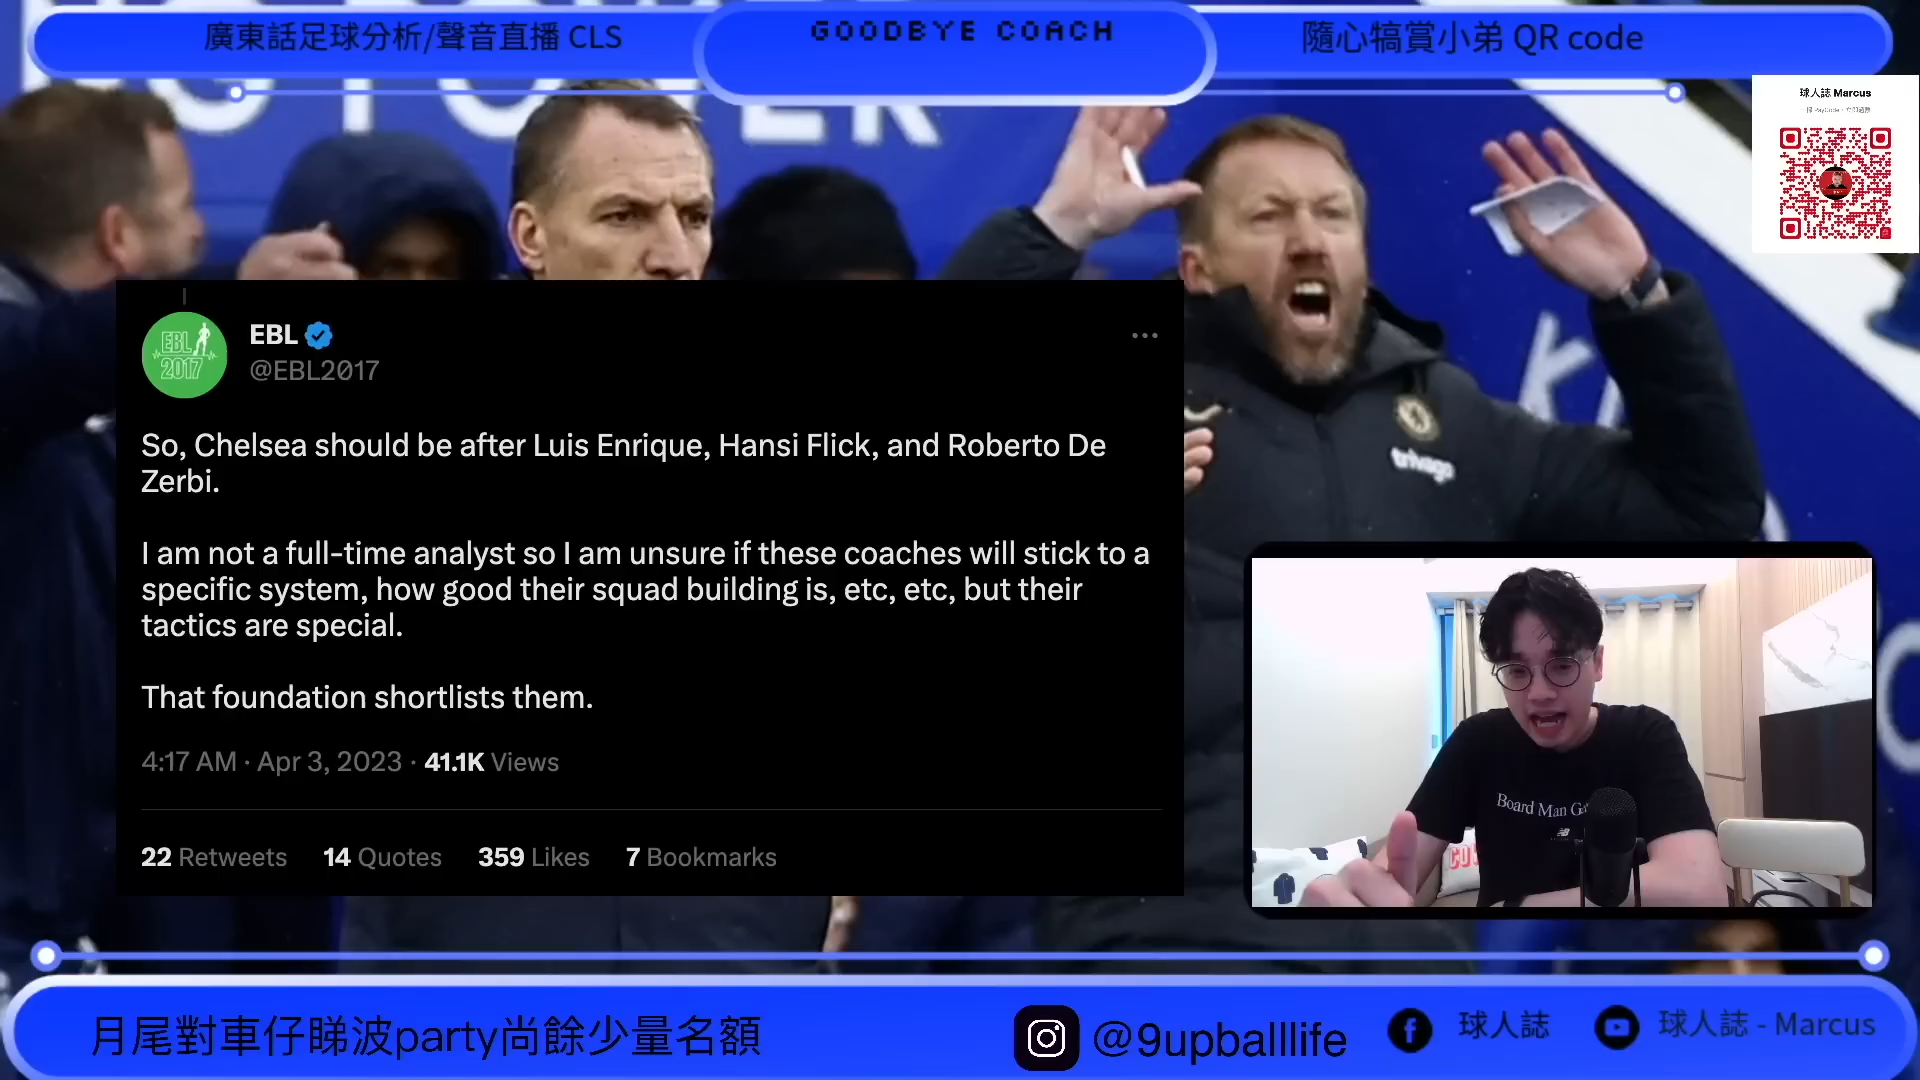 廣東話足球分析/聲音直播 CLS
GOODBYE COACH
隨心犒賞小弟 QR code
球人誌 Marcus
EBL
@EBL2017
EBL
2017
So, Chelsea should be after Luis Enrique, Hansi Flick, and Roberto De
Zerbi.
I am not a full-time analyst so I am unsure if these coaches will stick to a
specific system, how good their squad building is, etc, etc, but their
tactics are special.
That foundation shortlists them.
4:17 AM · Apr 3, 2023 · 41.1K Views
22 Retweets 14 Quotes 359 Likes 7 Bookmarks
trivago
Board Man
月尾對車仔睇波party尚餘少量名額
@9upballlife
球人誌
球人誌 - Marcus